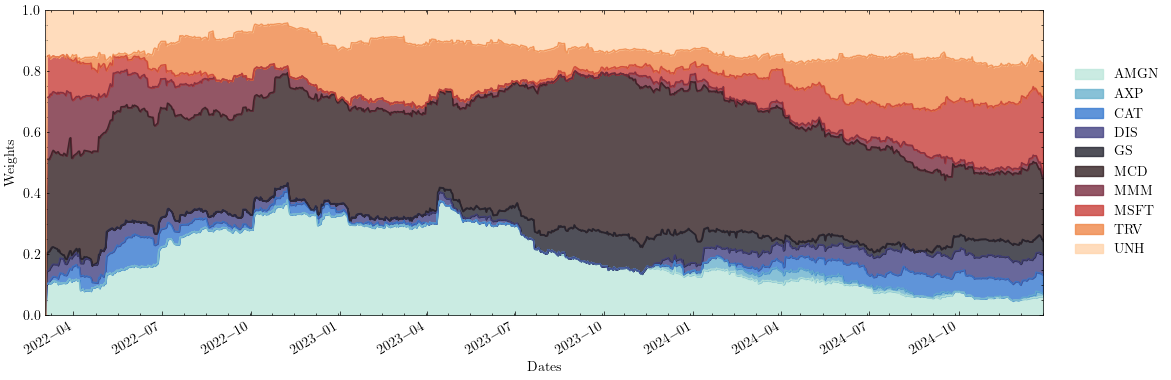 1.0
0.8
0.6
0.4
0.2
0.0
Weights
2022−04
2022−07
2022−10
2023−01
2023−04
2023−07
2023−10
2024−01
2024−04
2024−07
2024−10
Dates
AMGN
AXP
CAT
DIS
GS
MCD
MMM
MSFT
TRV
UNH